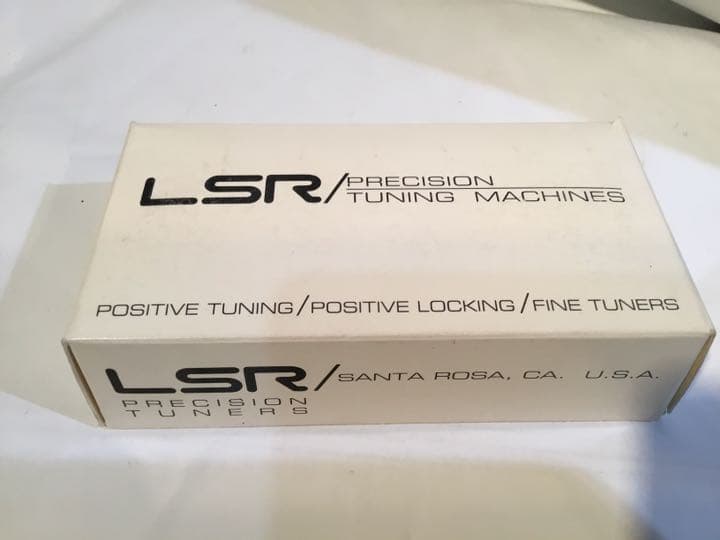 LSR/PRECISION
TUNING MACHINES
POSITIVE TUNING/POSITIVE LOCKING/FINE TUNERS
LSR/SANTA ROSA, CA. U.S.A.
PRECISION
TUNERS